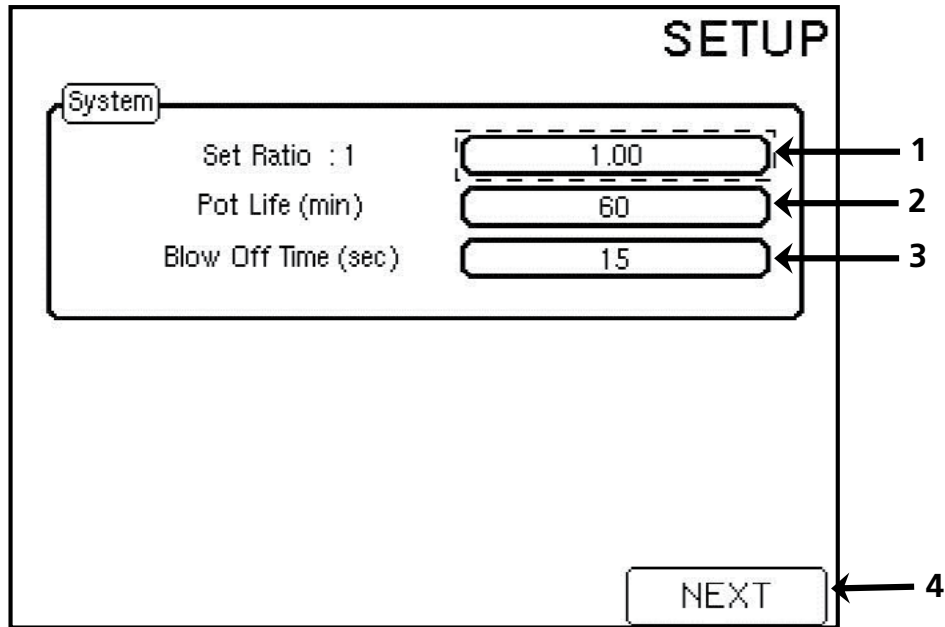 SETUP
System
Set Ratio : 1 1.00 1
Pot Life (min) 60 2
Blow Off Time (sec) 15 3
NEXT 4